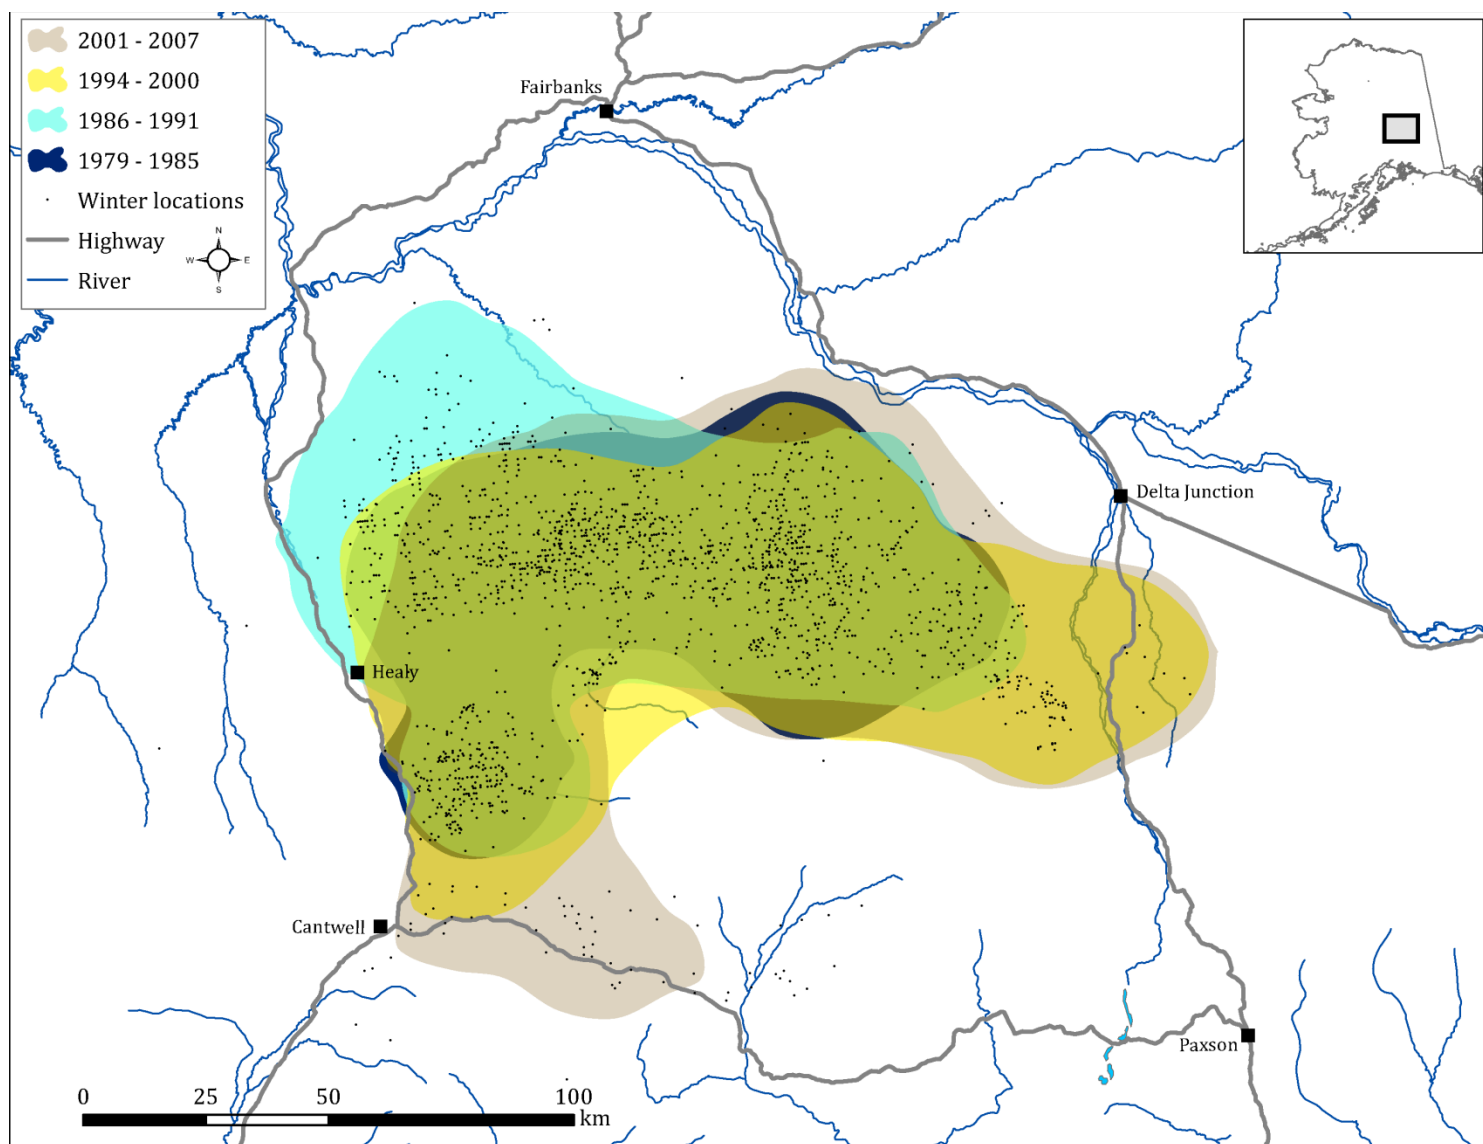 2001 - 2007
1994 - 2000
1986 - 1991
1979 - 1985
Winter locations
Highway
River
N
W E
S
Fairbanks
Delta Junction
Healy
Cantwell
Paxson
0 25 50 100
km